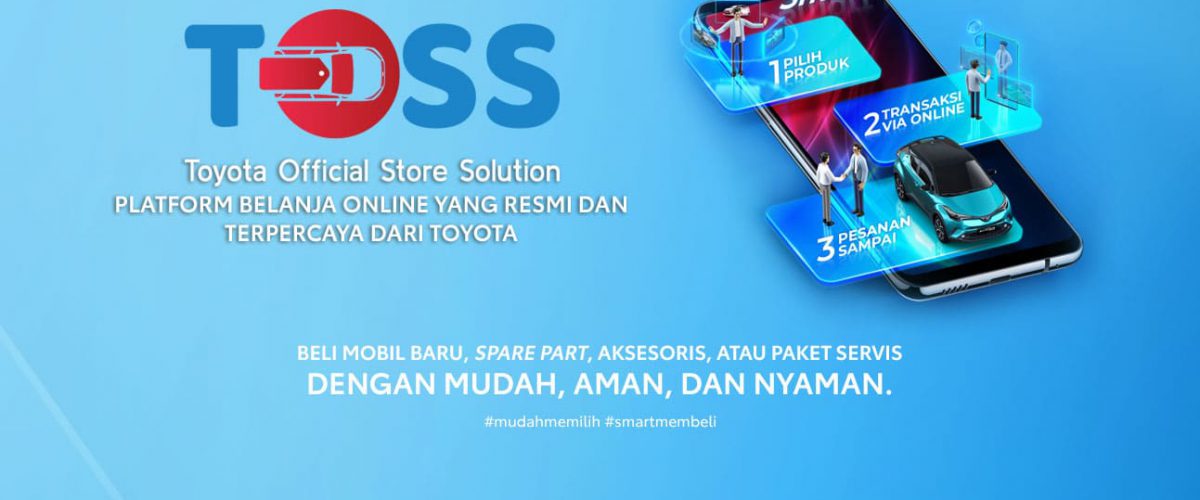 TOSS
Toyota Official Store Solution
PLATFORM BELANJA ONLINE YANG RESMI DAN
TERPERCAYA DARI TOYOTA
1 PILIH
PRODUK
2 TRANSAKSI
VIA ONLINE
3 PESANAN
SAMPAI
BELI MOBIL BARU, SPARE PART, AKSESORIS, ATAU PAKET SERVIS
DENGAN MUDAH, AMAN, DAN NYAMAN.
#mudahmemilih #smartmembeli